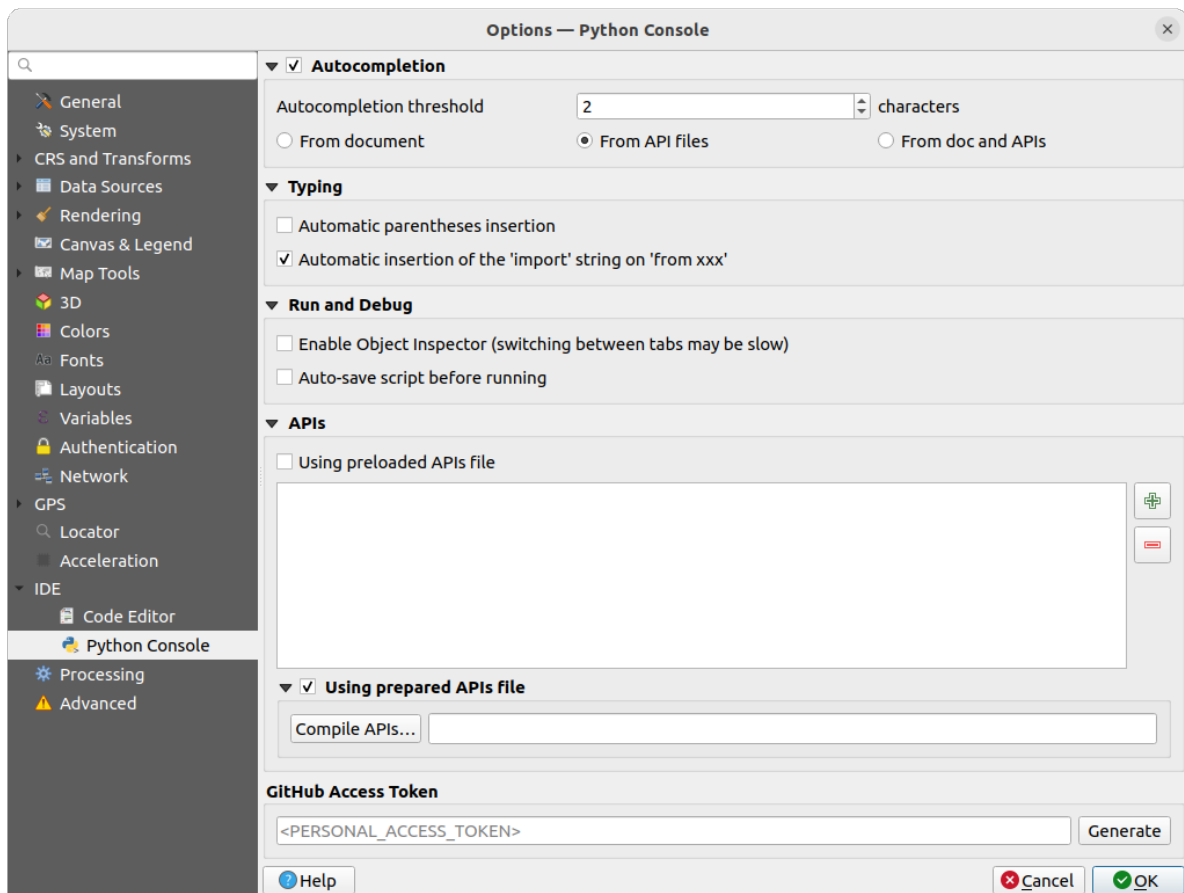 Options — Python Console
General
System
CRS and Transforms
Data Sources
Rendering
Canvas & Legend
Map Tools
3D
Colors
Aa Fonts
Layouts
ε Variables
Authentication
Network
GPS
Locator
Acceleration
IDE
Code Editor
Python Console
Processing
Advanced
Autocompletion
Autocompletion threshold 2 characters
From document From API files From doc and APIs
Typing
Automatic parentheses insertion
Automatic insertion of the 'import' string on 'from xxx'
Run and Debug
Enable Object Inspector (switching between tabs may be slow)
Auto-save script before running
APIs
Using preloaded APIs file
Using prepared APIs file
Compile APIs...
GitHub Access Token
<PERSONAL_ACCESS_TOKEN> Generate
Help Cancel OK